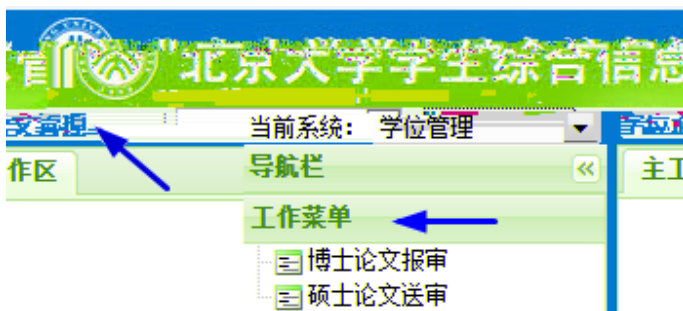 北京大学学生综合信息
当前系统： 学位管理
作区
导航栏
主工
工作菜单
博士论文报审
硕士论文送审